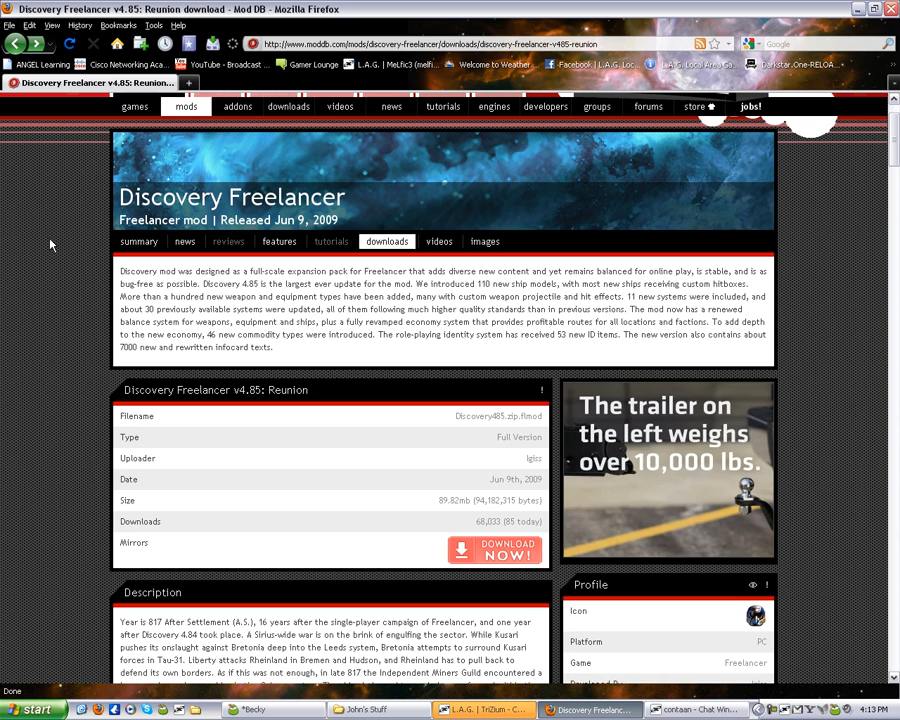 Discovery Freelancer v4.85: Reunion download - Mod DB - Mozilla Firefox
File Edit View History Bookmarks Tools Help
http://www.moddb.com/mods/discovery-freelancer/downloads/discovery-freelancer-v485-reunion
Google
ANGEL Learning Cisco Networking Aca... YouTube - Broadcast ... Gamer Lounge L.A.G. | MeLfic3 (melfi... Welcome to Weather... Facebook | L.A.G. Loc... L.A.G. Local Area Ga... Darkstar.One-RELOA...
Discovery Freelancer v4.85: Reunion...
games mods addons downloads videos news tutorials engines developers groups forums store jobs!
Discovery Freelancer
Freelancer mod | Released Jun 9, 2009
summary news reviews features tutorials downloads videos images
Discovery mod was designed as a full-scale expansion pack for Freelancer that adds diverse new content and yet remains balanced for online play, is stable, and is as
bug-free as possible. Discovery 4.85 is the largest ever update for the mod. We introduced 110 new ship models, with most new ships receiving custom hitboxes.
More than a hundred new weapon and equipment types have been added, many with custom weapon projectile and hit effects. 11 new systems were included, and
about 30 previously available systems were updated, all of them following much higher quality standards than in previous versions. The mod now has a renewed
balance system for weapons, equipment and ships, plus a fully revamped economy system that provides profitable routes for all locations and factions. To add depth
to the new economy, 46 new commodity types were introduced. The role-playing identity system has received 53 new ID items. The new version also contains about
7000 new and rewritten infocard texts.
Discovery Freelancer v4.85: Reunion !
Filename Discovery485.zip.flmod
Type Full Version
Uploader Igiss
Date Jun 9th, 2009
Size 89.82mb (94,182,315 bytes)
Downloads 68,033 (85 today)
Mirrors DOWNLOAD NOW!
The trailer on
the left weighs
over 10,000 lbs.
Description
Year is 817 After Settlement (A.S.), 16 years after the single-player campaign of Freelancer, and one year
after Discovery 4.84 took place. A Sirius-wide war is on the brink of engulfing the sector. While Kusari
pushes its onslaught against Bretonia deep into the Leeds system, Bretonia attempts to surround Kusari
forces in Tau-31. Liberty attacks Rheinland in Bremen and Hudson, and Rheinland has to pull back to
defend its own borders. As if this was not enough, in late 817 the Independent Miners Guild encountered a
Profile !
Icon
Platform PC
Game Freelancer
Done
start *Becky John's Stuff L.A.G. | TriZium - C... Discovery Freelanc... contaan - Chat Win... 4:13 PM